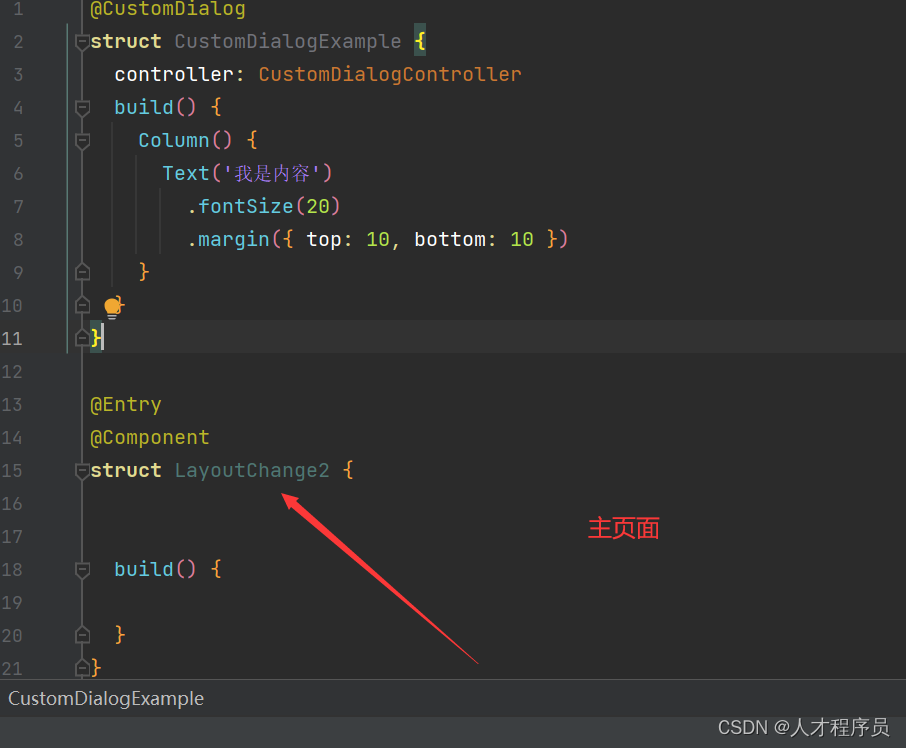 1 @CustomDialog
2 struct CustomDialogExample {
3 controller: CustomDialogController
4 build() {
5 Column() {
6 Text('我是内容')
7 .fontSize(20)
8 .margin({ top: 10, bottom: 10 })
9 }
10 }
11 }
12
13 @Entry
14 @Component
15 struct LayoutChange2 {
16
主页面
17
18 build() {
19
20 }
21 }
CustomDialogExample
CSDN @人才程序员